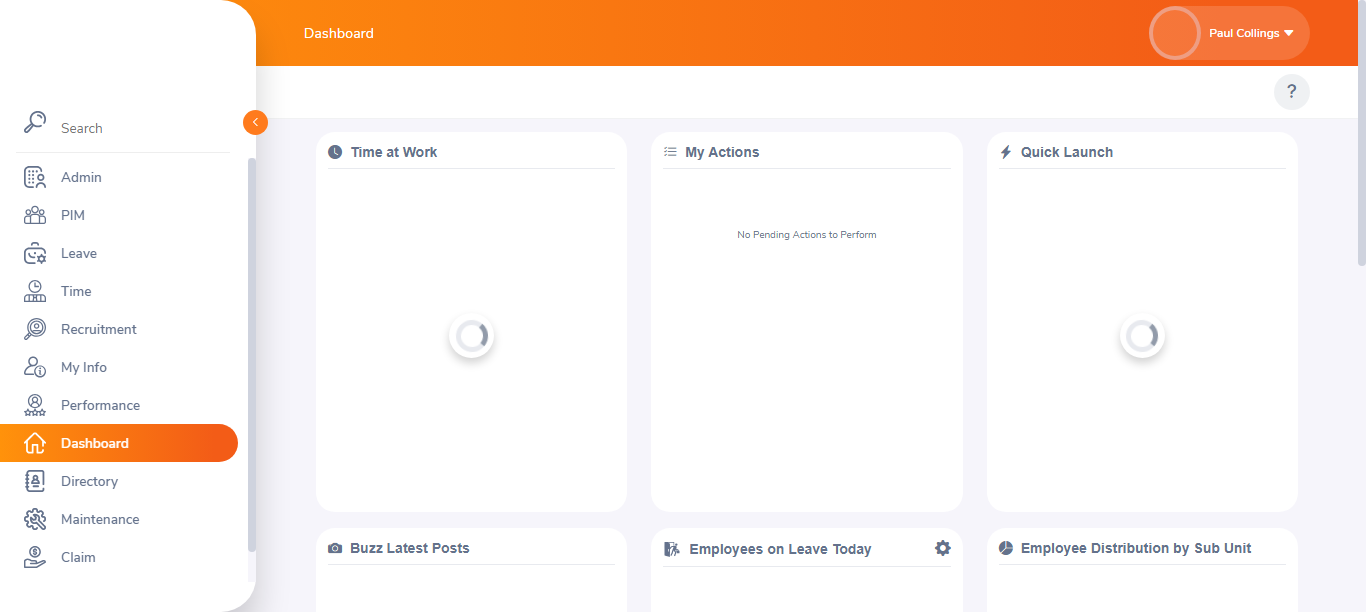 Dashboard
Paul Collings
?
Search
Admin
PIM
Leave
Time
Recruitment
My Info
Performance
Dashboard
Directory
Maintenance
Claim
Time at Work
My Actions
No Pending Actions to Perform
Quick Launch
Buzz Latest Posts
Employees on Leave Today
Employee Distribution by Sub Unit